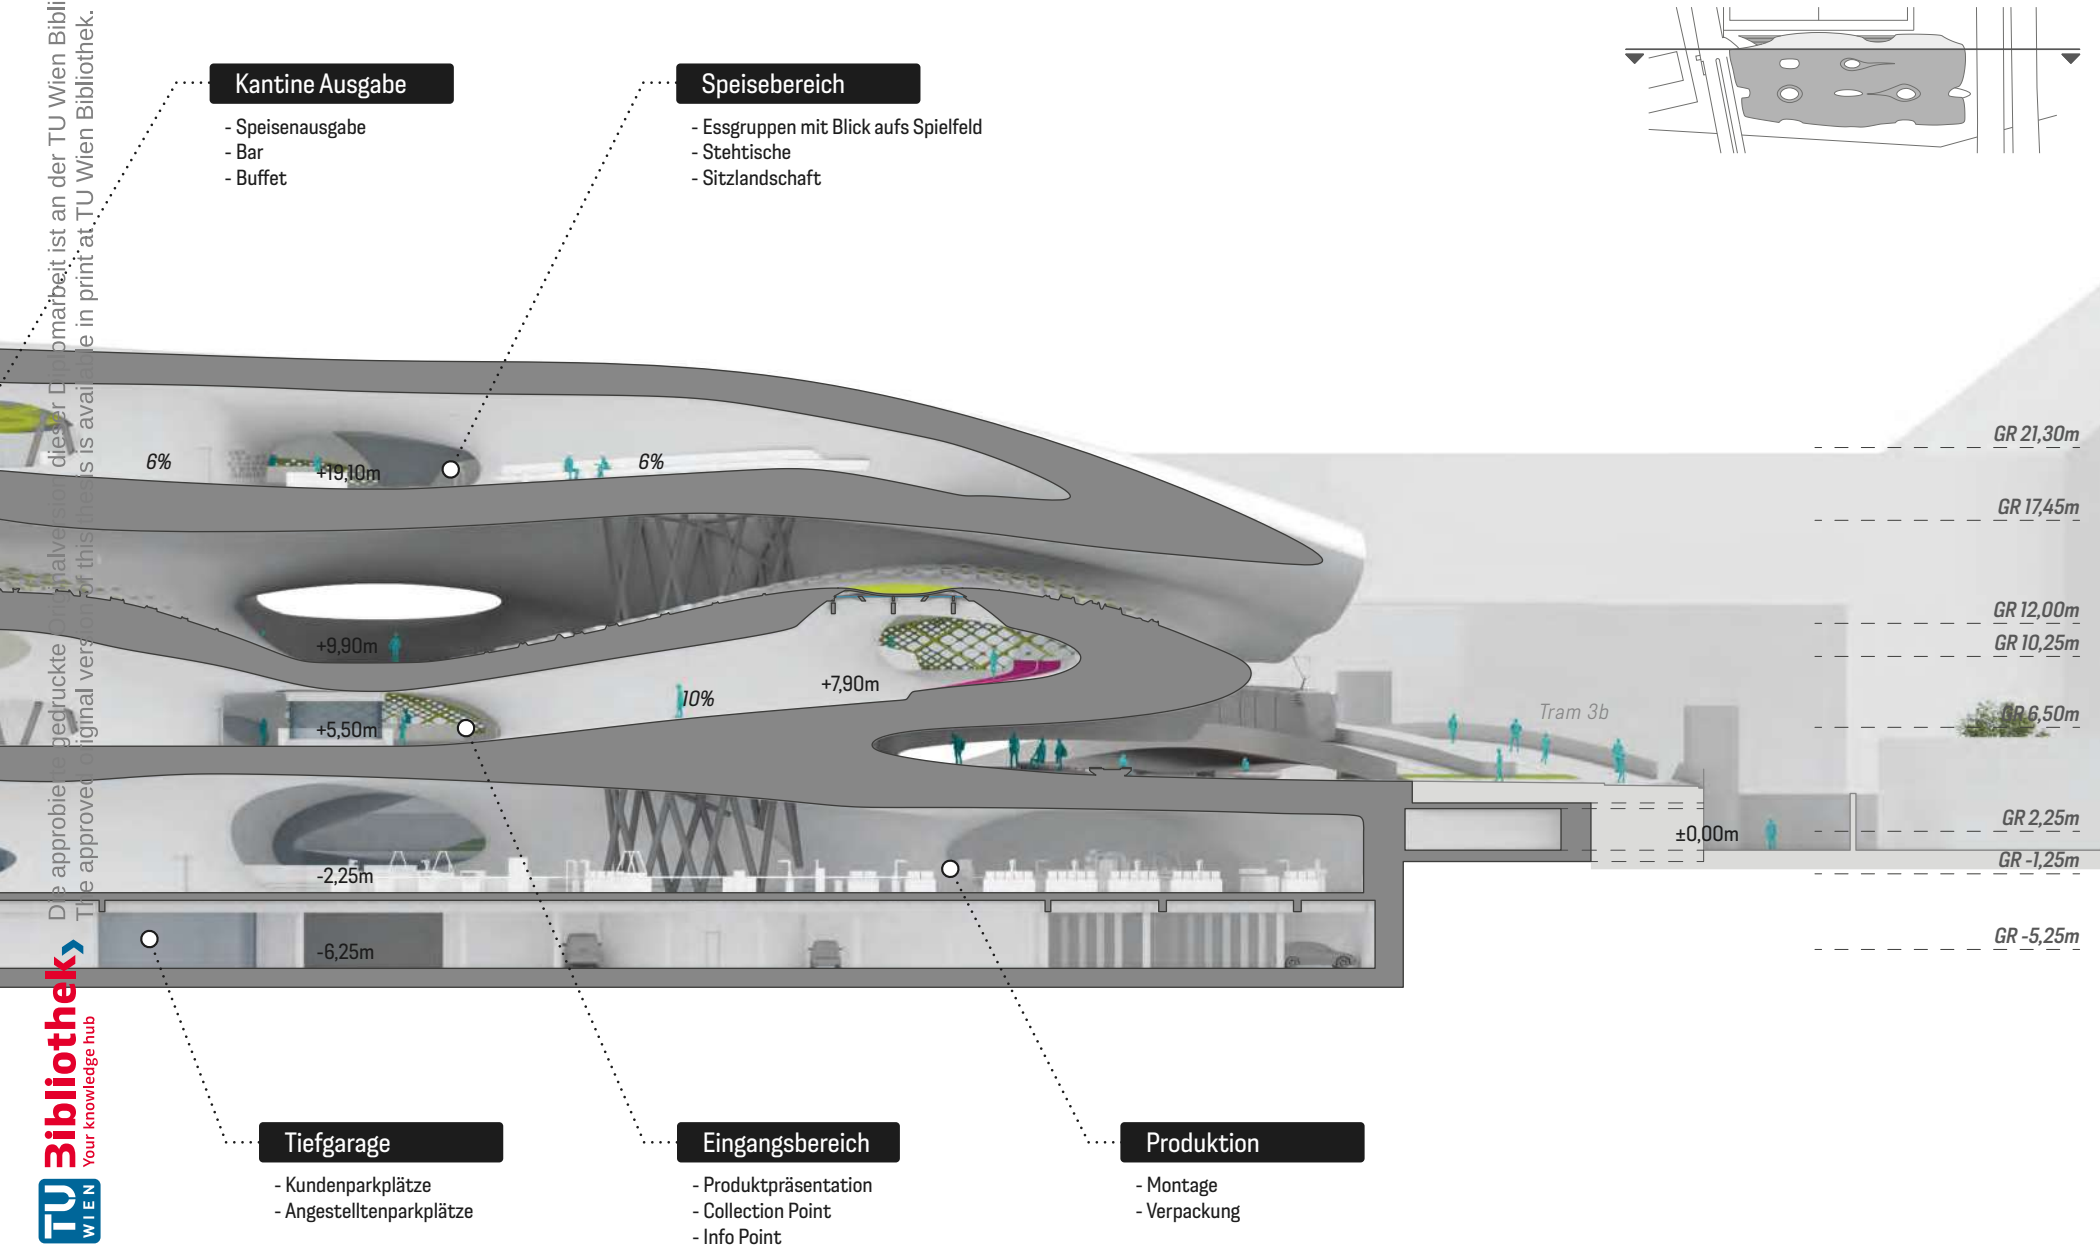 Kantine Ausgabe
- Speisenausgabe
- Bar
- Buffet
Speisebereich
- Essgruppen mit Blick aufs Spielfeld
- Stehtische
- Sitzlandschaft
6%
+19,10m
6%
+9,90m
+7,90m
10%
+5,50m
-2,25m
-6,25m
Tram 3b
±0,00m
GR 21,30m
GR 17,45m
GR 12,00m
GR 10,25m
GR 6,50m
GR 2,25m
GR -1,25m
GR -5,25m
Tiefgarage
- Kundenparkplätze
- Angestelltenparkplätze
Eingangsbereich
- Produktpräsentation
- Collection Point
- Info Point
Produktion
- Montage
- Verpackung
Die approbierte gedruckte Originalversion dieser Diplomarbeit ist an der TU Wien
The approved original version of this thesis is available in print at TU Wien Bibliothek.
TU WIEN
Bibliothek
Your knowledge hub